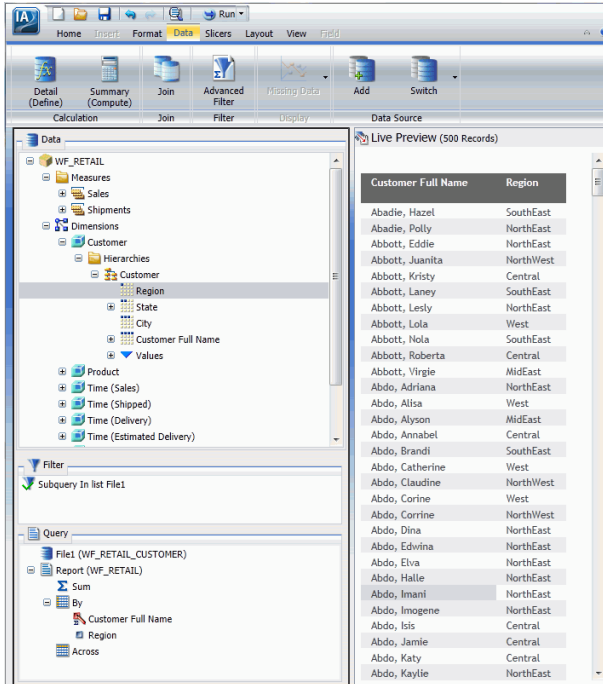 IA
Run
Home Insert Format Data Slicers Layout View Field
Detail (Define)
Summary (Compute)
Join
Advanced Filter
Missing Data
Add
Switch
Calculation Join Filter Display Data Source
Data
WF_RETAIL
Measures
Sales
Shipments
Dimensions
Customer
Hierarchies
Customer
Region
State
City
Customer Full Name
Values
Product
Time (Sales)
Time (Shipped)
Time (Delivery)
Time (Estimated Delivery)
Filter
Subquery In list File1
Query
File1 (WF_RETAIL_CUSTOMER)
Report (WF_RETAIL)
Sum
By
Customer Full Name
Region
Across
Live Preview (500 Records)
Customer Full Name Region
Abadie, Hazel SouthEast
Abadie, Polly NorthEast
Abbott, Eddie NorthEast
Abbott, Juanita NorthWest
Abbott, Kristy Central
Abbott, Laney SouthEast
Abbott, Lesly NorthEast
Abbott, Lola West
Abbott, Nola SouthEast
Abbott, Roberta Central
Abbott, Virgie MidEast
Abdo, Adriana NorthEast
Abdo, Alisa West
Abdo, Alyson MidEast
Abdo, Annabel Central
Abdo, Brandi SouthEast
Abdo, Catherine West
Abdo, Claudine NorthWest
Abdo, Corine West
Abdo, Corrine NorthWest
Abdo, Dina NorthEast
Abdo, Edwina NorthEast
Abdo, Elva NorthEast
Abdo, Halle NorthEast
Abdo, Imani NorthEast
Abdo, Imogene NorthEast
Abdo, Isis Central
Abdo, Jamie Central
Abdo, Katy Central
Abdo, Kaylie NorthEast